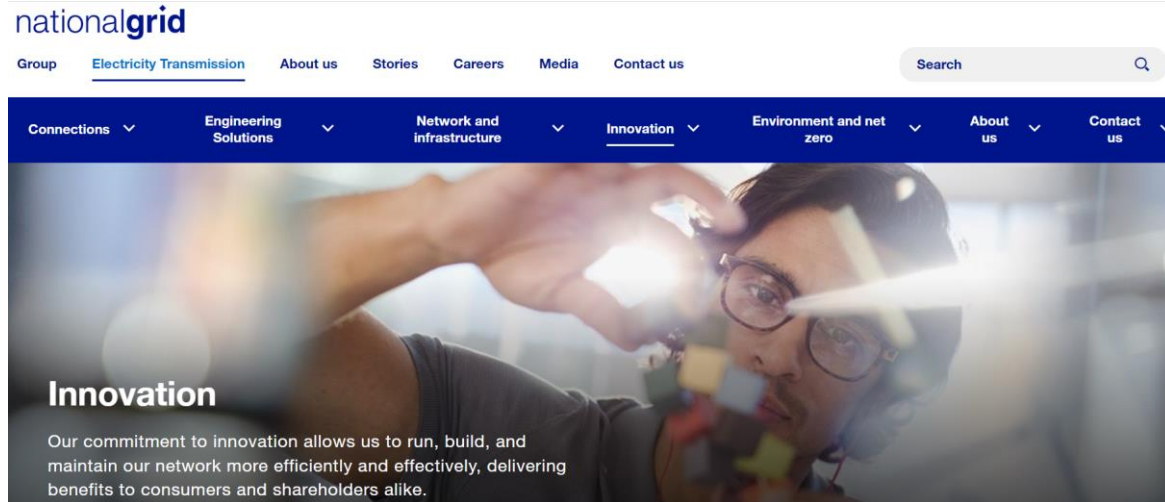 nationalgrid
Group Electricity Transmission About us Stories Careers Media Contact us Search
Connections Engineering Solutions Network and infrastructure Innovation Environment and net zero About us Contact us
Innovation
Our commitment to innovation allows us to run, build, and
maintain our network more efficiently and effectively, delivering
benefits to consumers and shareholders alike.